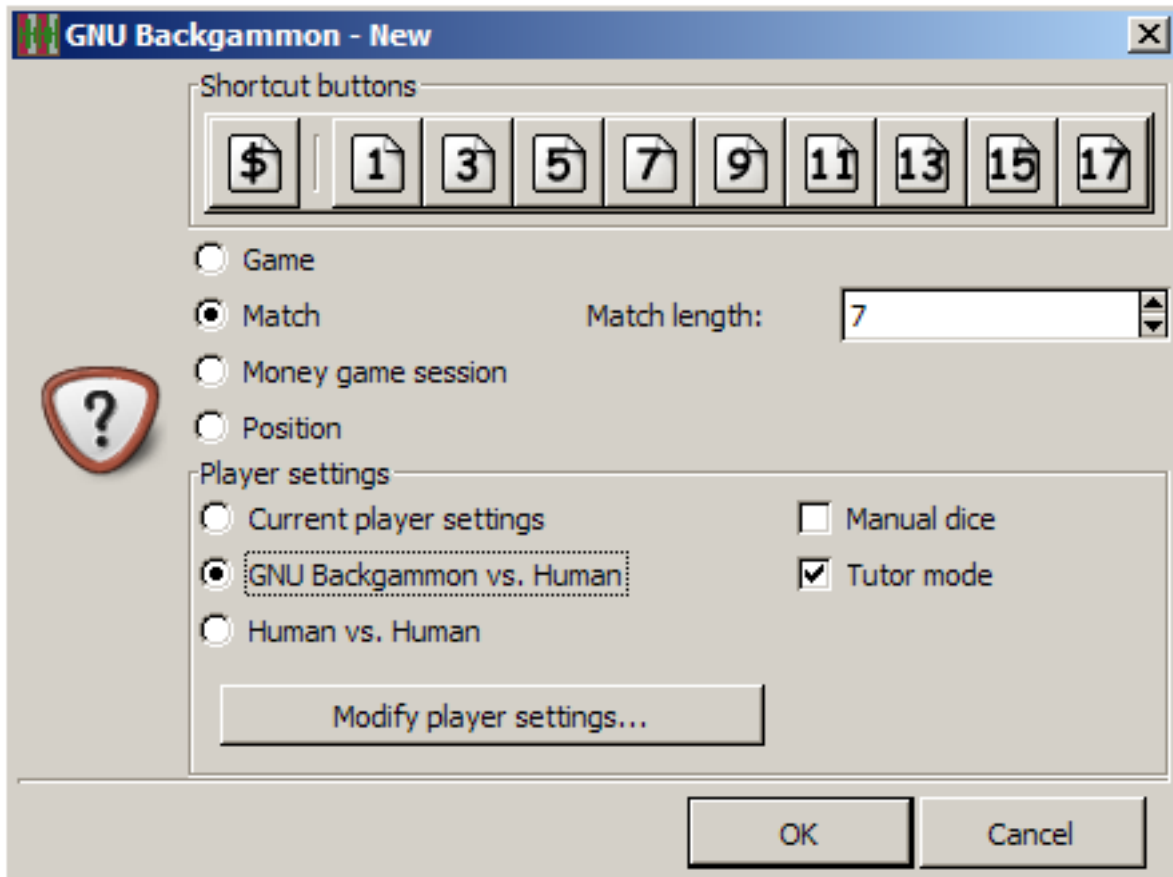 GNU Backgammon - New
Shortcut buttons
$ 1 3 5 7 9 11 13 15 17
Game
Match Match length: 7
Money game session
?
Position
Player settings
Current player settings Manual dice
GNU Backgammon vs. Human Tutor mode
Human vs. Human
Modify player settings...
OK Cancel